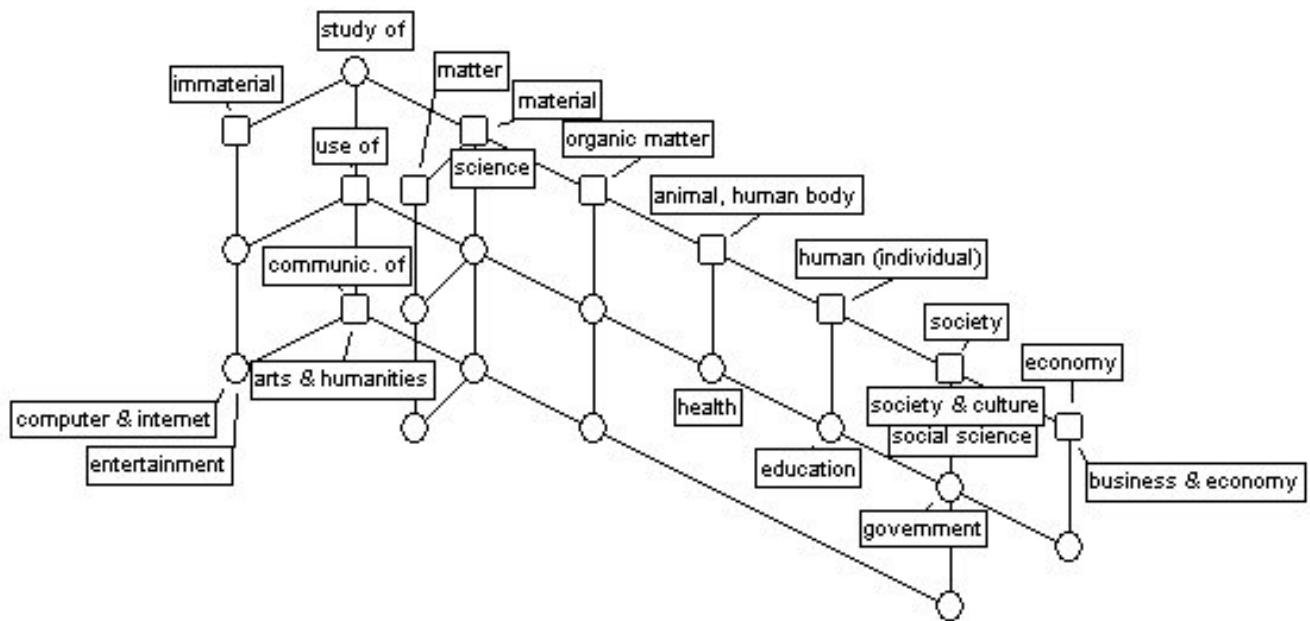 study of
matter
immaterial
material
organic matter
use of
science
animal, human body
communic. of
human (individual)
society
economy
arts & humanities
computer & internet
health
society & culture
social science
entertainment
education
business & economy
government